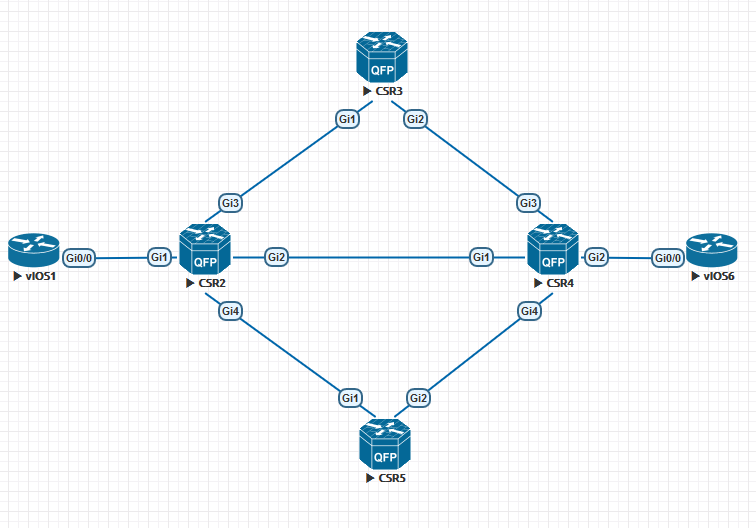 QFP
CSR3
Gi1
Gi2
Gi3
Gi3
vIOS1
Gi0/0
Gi1
QFP
CSR2
Gi2
Gi1
QFP
CSR4
Gi2
Gi0/0
vIOS6
Gi4
Gi4
Gi1
Gi2
QFP
CSR5